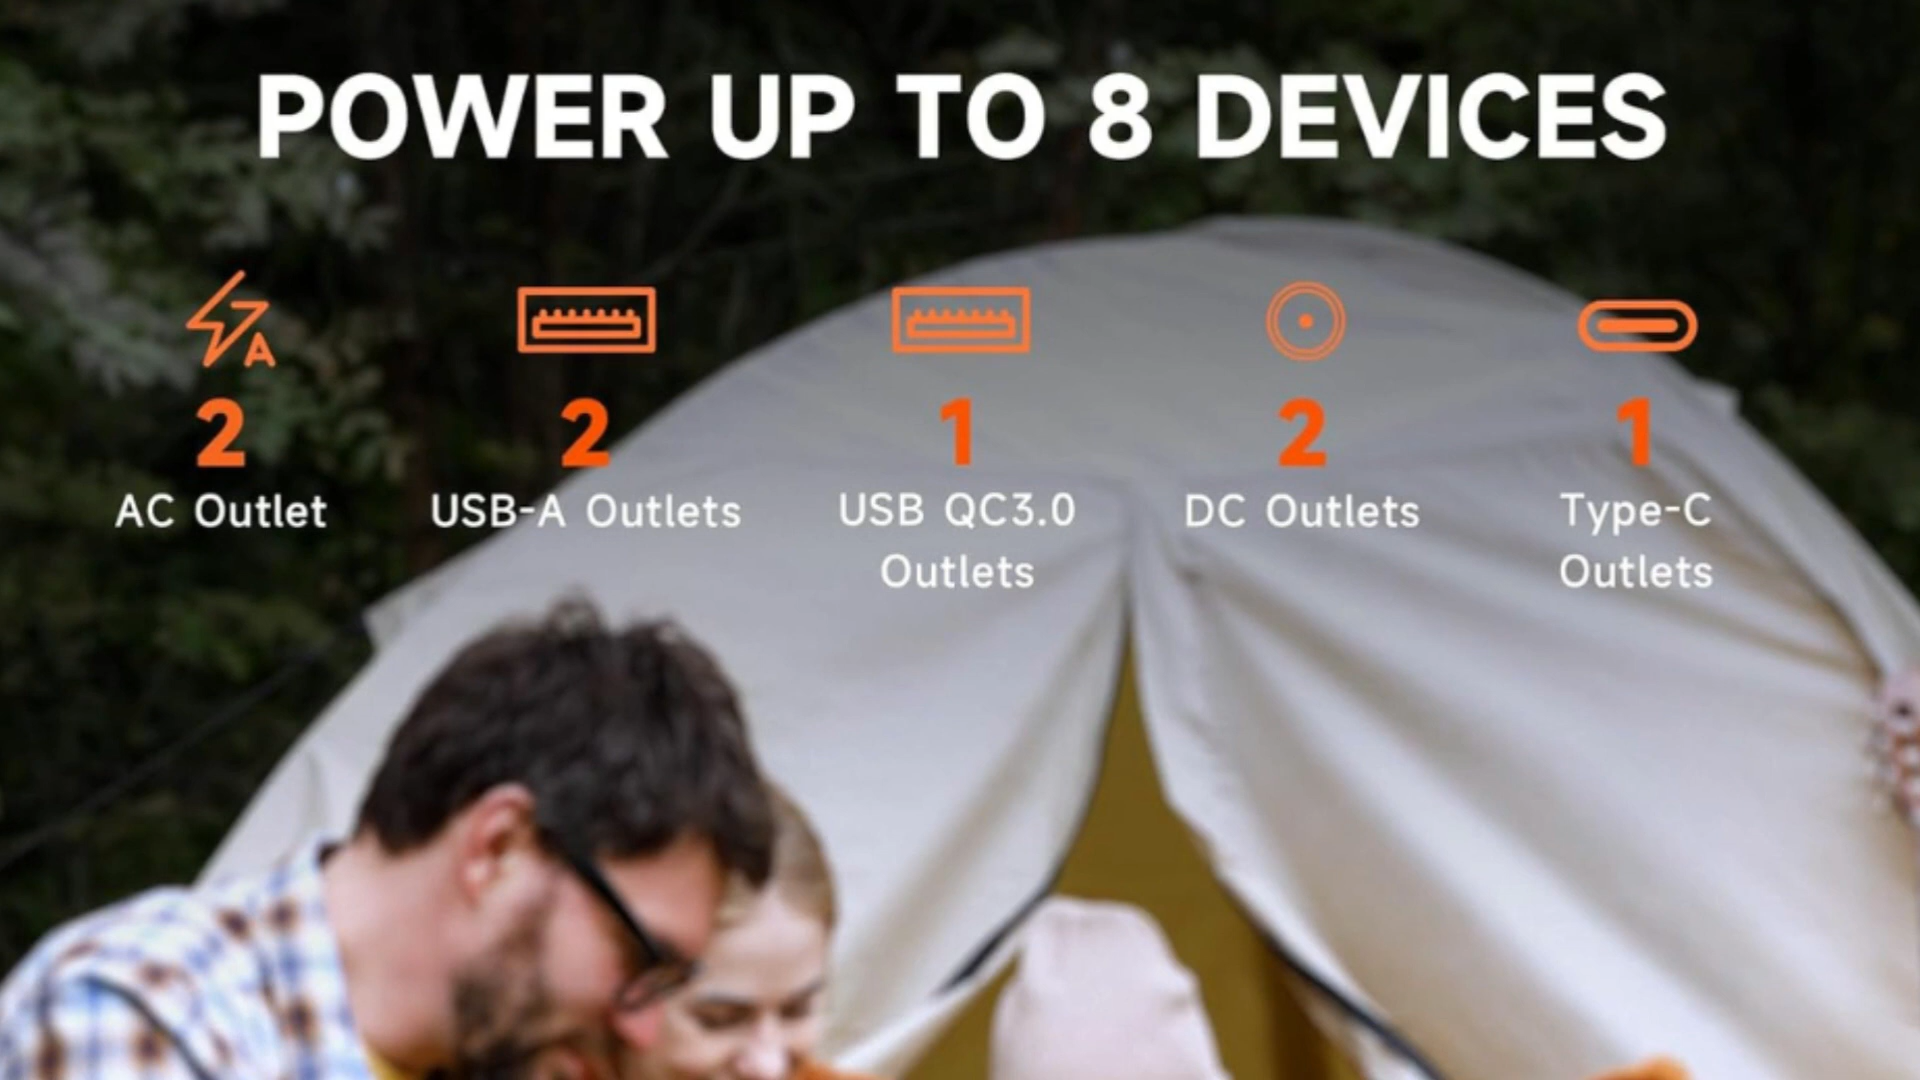 POWER UP TO 8 DEVICES
A
2 2 1 2 1
AC Outlet USB-A Outlets USB QC3.0 Outlets DC Outlets Type-C Outlets